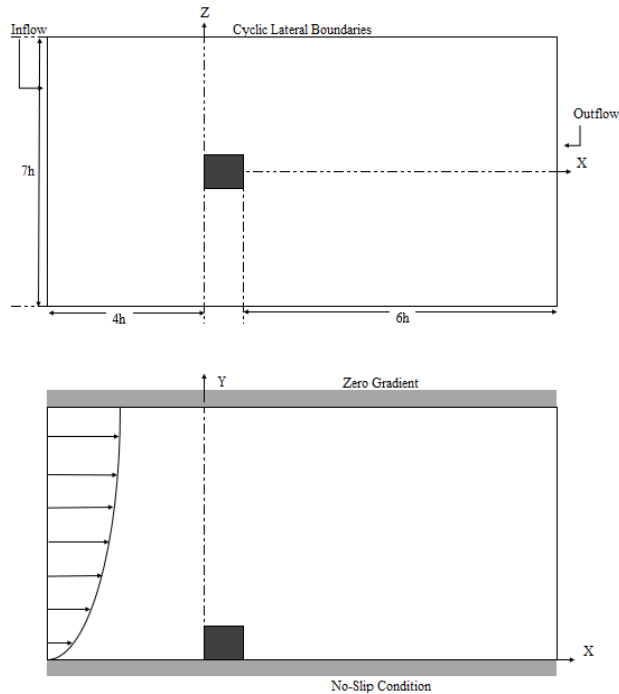 Z
Inflow
Cyclic Lateral Boundaries
Outflow
X
7h
4h
6h
Y
Zero Gradient
X
No-Slip Condition